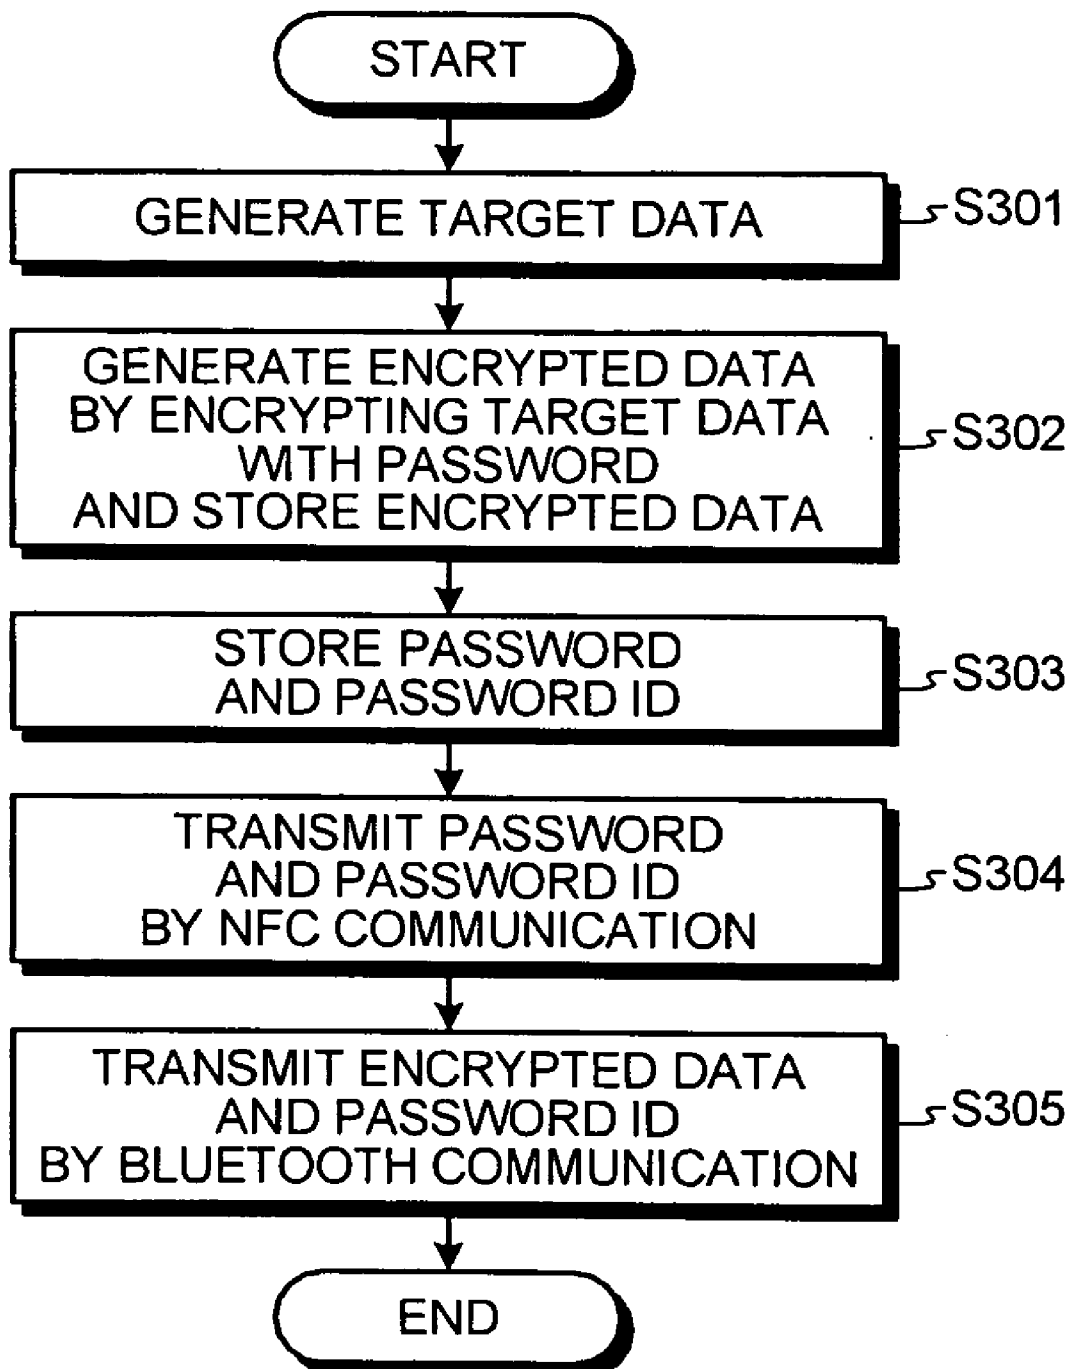 START
GENERATE TARGET DATA
S301
GENERATE ENCRYPTED DATA
BY ENCRYPTING TARGET DATA
WITH PASSWORD
AND STORE ENCRYPTED DATA
S302
STORE PASSWORD
AND PASSWORD ID
S303
TRANSMIT PASSWORD
AND PASSWORD ID
BY NFC COMMUNICATION
S304
TRANSMIT ENCRYPTED DATA
AND PASSWORD ID
BY BLUETOOTH COMMUNICATION
S305
END